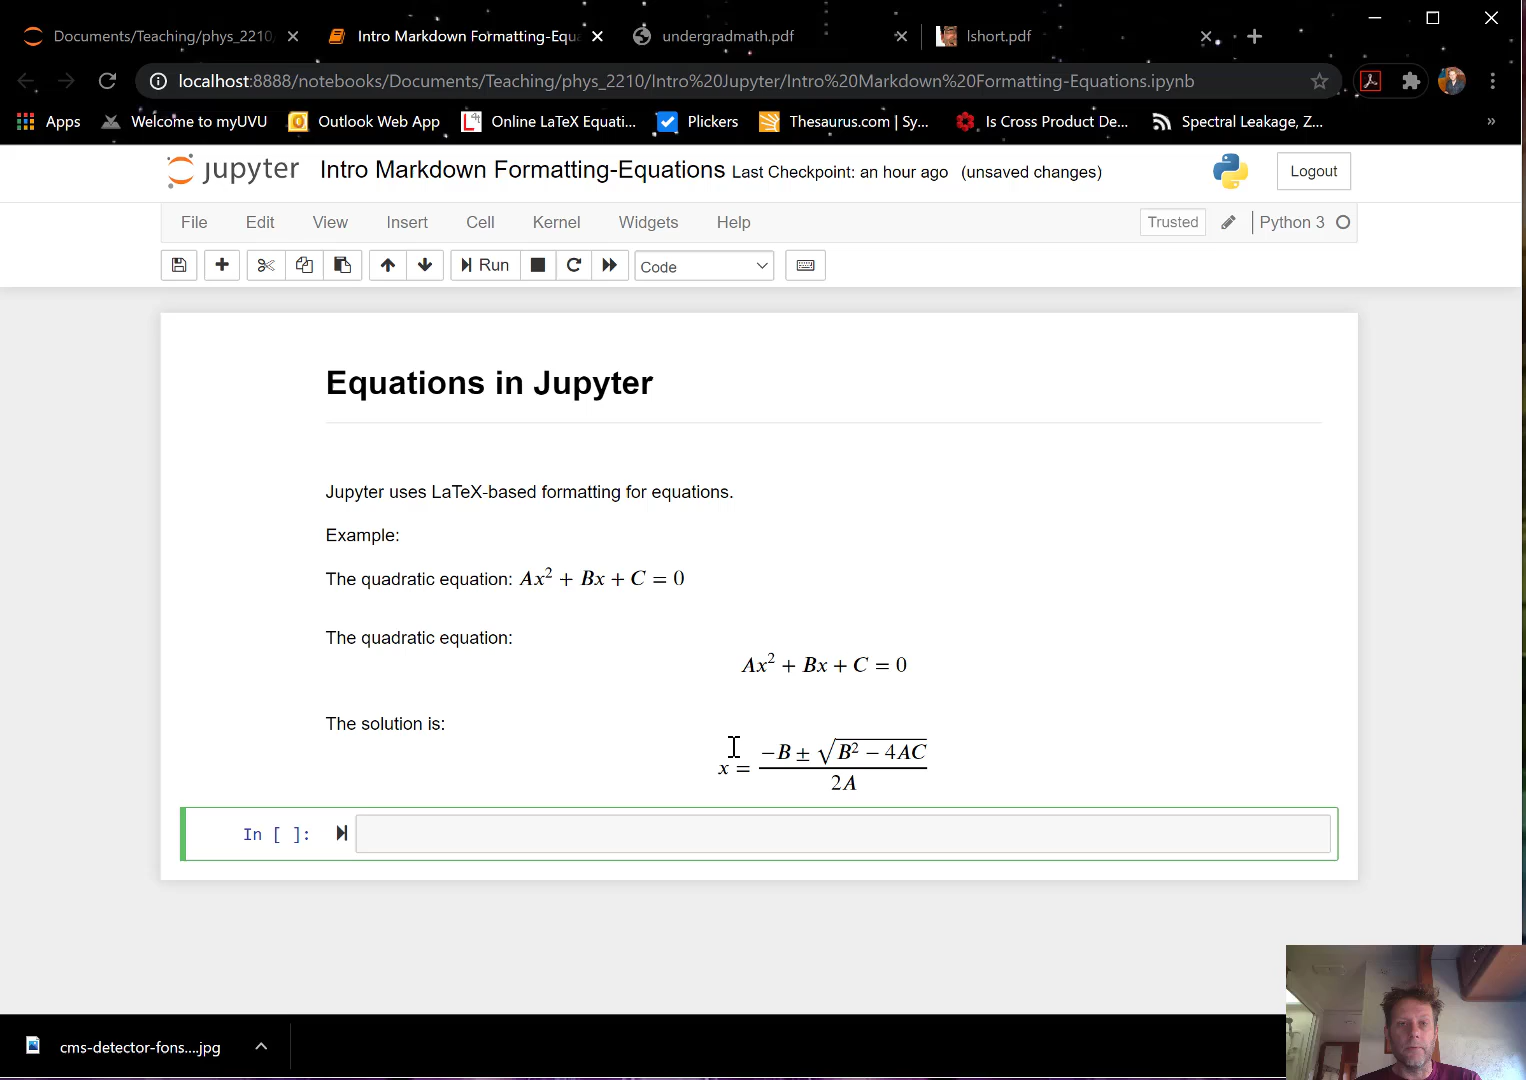 Documents/Teaching/phys_2210
Intro Markdown Formatting-Equ
undergradmath.pdf
lshort.pdf
localhost:8888/notebooks/Documents/Teaching/phys_2210/Intro%20Jupyter/Intro%20Markdown%20Formatting-Equations.ipynb
Apps
Welcome to myUVU
Outlook Web App
Online LaTeX Equati...
Plickers
Thesaurus.com | Sy...
Is Cross Product De...
Spectral Leakage, Z...
»
jupyter
Intro Markdown Formatting-Equations Last Checkpoint: an hour ago (unsaved changes)
Logout
File Edit View Insert Cell Kernel Widgets Help
Trusted
Python 3
Run
Code
Equations in Jupyter
Jupyter uses LaTeX-based formatting for equations.
Example:
The quadratic equation: Ax² + Bx + C = 0
The quadratic equation:
Ax² + Bx + C = 0
The solution is:
x = (−B ± √(B² − 4AC)) / 2A
In [ ]:
cms-detector-fons....jpg